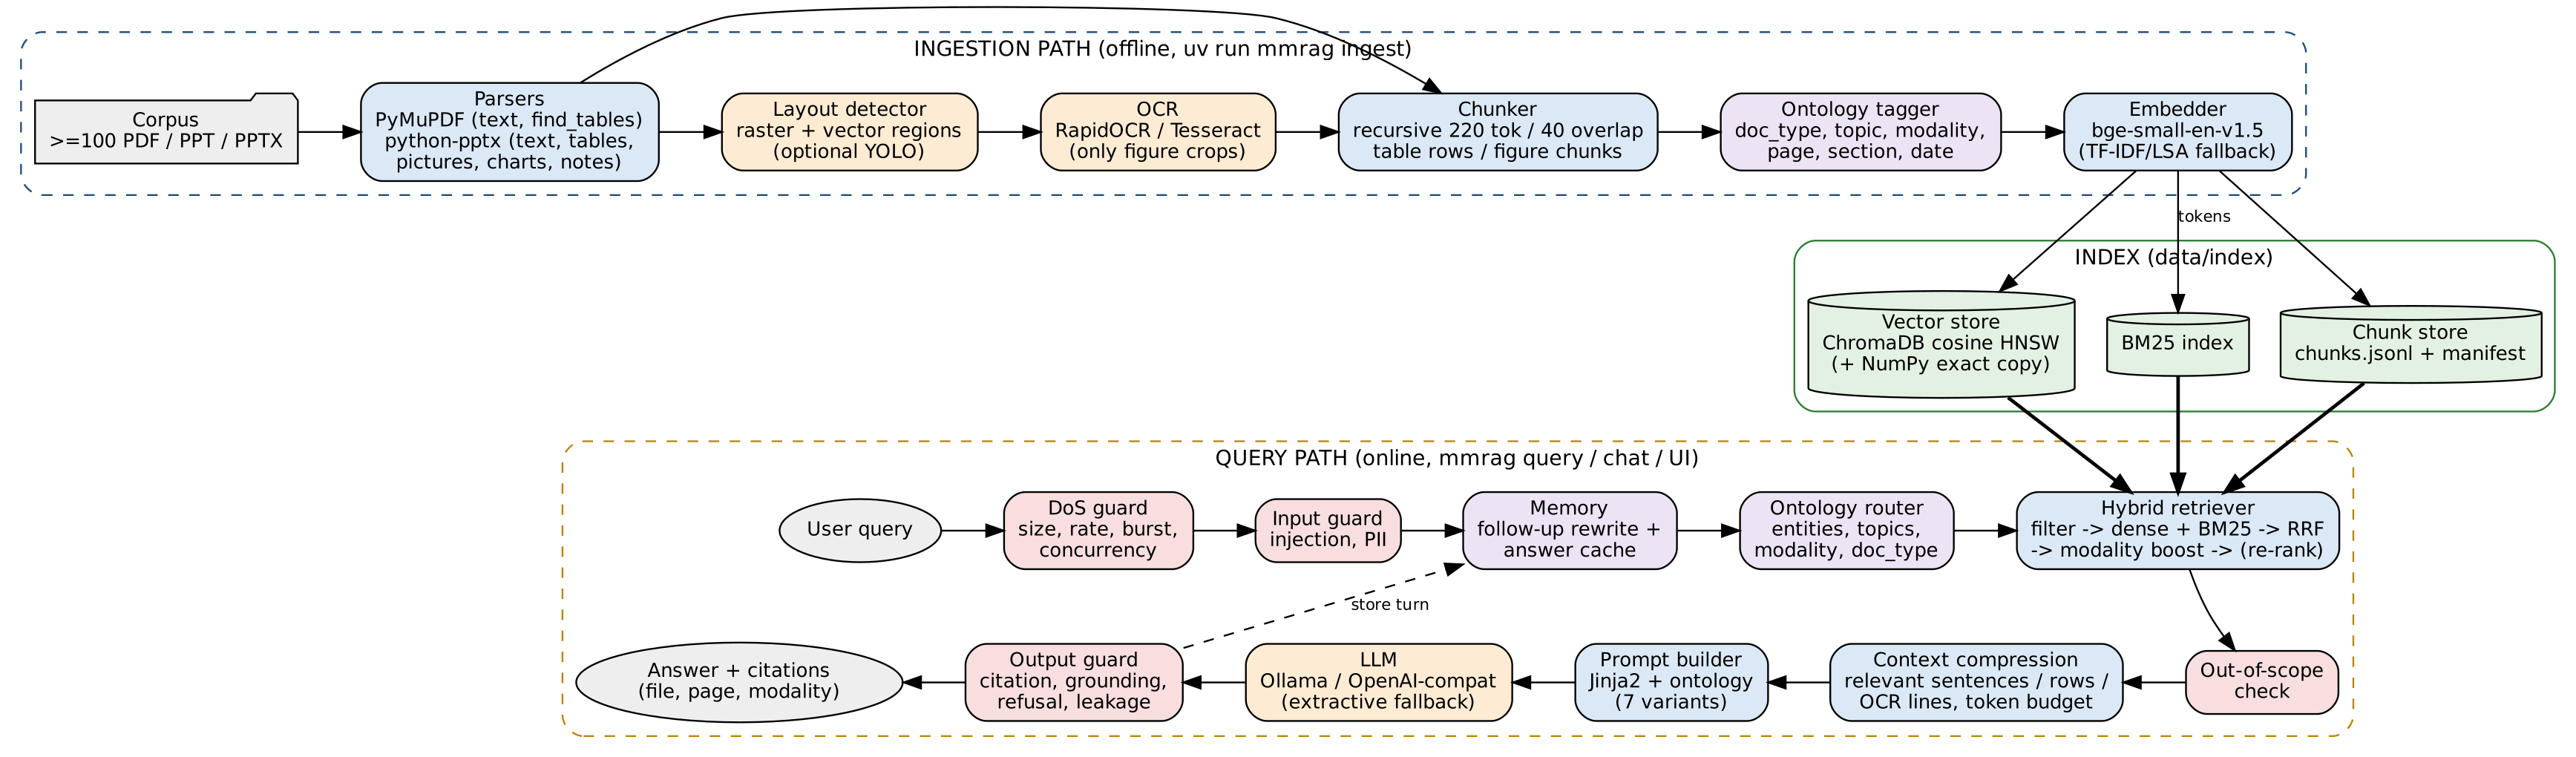 INGESTION PATH (offline, uv run mmrag ingest)
Corpus
>=100 PDF / PPT / PPTX
Parsers
PyMuPDF (text, find_tables)
python-pptx (text, tables,
pictures, charts, notes)
Layout detector
raster + vector regions
(optional YOLO)
OCR
RapidOCR / Tesseract
(only figure crops)
Chunker
recursive 220 tok / 40 overlap
table rows / figure chunks
Ontology tagger
doc_type, topic, modality,
page, section, date
Embedder
bge-small-en-v1.5
(TF-IDF/LSA fallback)
tokens
INDEX (data/index)
Vector store
ChromaDB cosine HNSW
(+ NumPy exact copy)
BM25 index
Chunk store
chunks.jsonl + manifest
QUERY PATH (online, mmrag query / chat / UI)
User query
DoS guard
size, rate, burst,
concurrency
Input guard
injection, PII
Memory
follow-up rewrite +
answer cache
Ontology router
entities, topics,
modality, doc_type
Hybrid retriever
filter -> dense + BM25 -> RRF
-> modality boost -> (re-rank)
store turn
Answer + citations
(file, page, modality)
Output guard
citation, grounding,
refusal, leakage
LLM
Ollama / OpenAI-compat
(extractive fallback)
Prompt builder
Jinja2 + ontology
(7 variants)
Context compression
relevant sentences / rows /
OCR lines, token budget
Out-of-scope
check